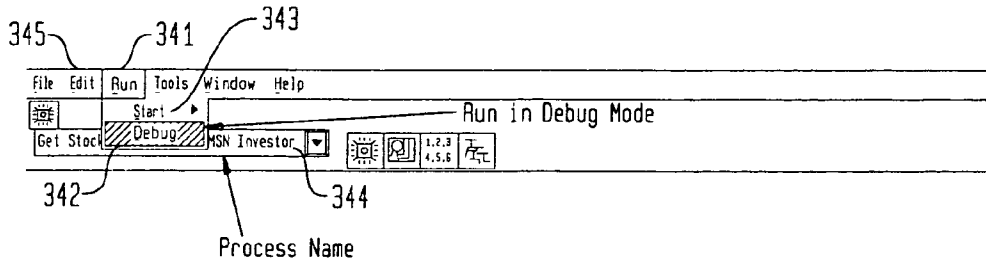 345 341 343
File Edit Run Tools Window Help
Start
Run in Debug Mode
Debug
Get Stock MSN Investor
1.2.3
4.5.6
342 344
Process Name